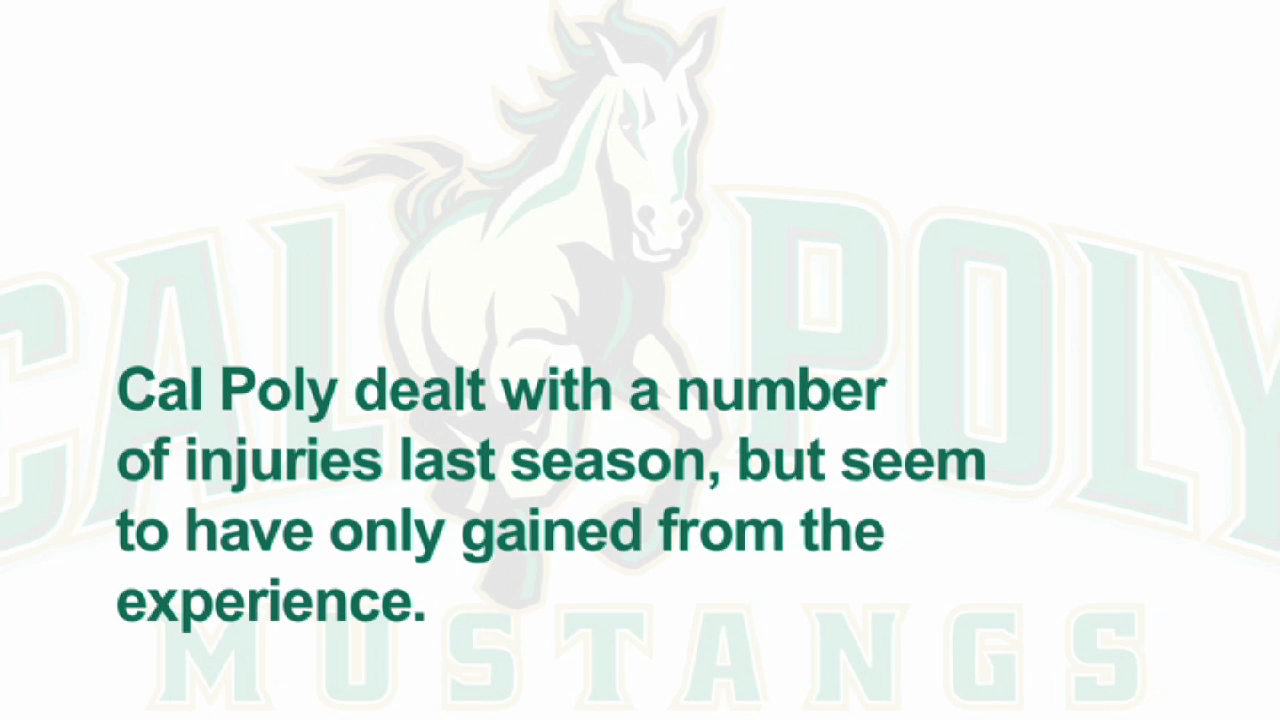 CAL POLY
Cal Poly dealt with a number
of injuries last season, but seem
to have only gained from the
experience.
MUSTANGS